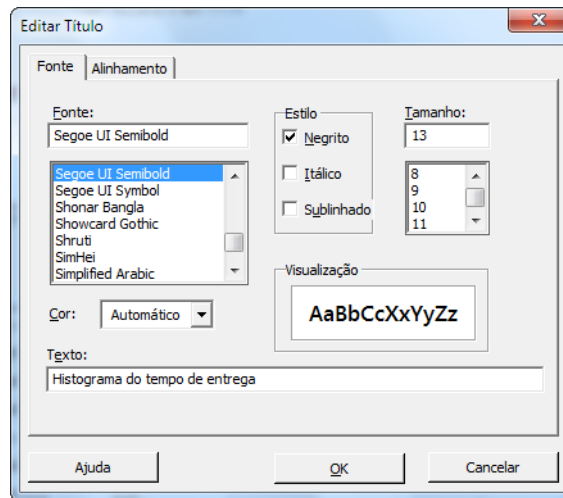 Editar Título
Fonte Alinhamento
Fonte:
Segoe UI Semibold
Segoe UI Semibold
Segoe UI Symbol
Shonar Bangla
Showcard Gothic
Shruti
SimHei
Simplified Arabic
Estilo
Negrito
Itálico
Sublinhado
Tamanho:
13
8
9
10
11
Cor: Automático
Visualização
AaBbCcXxYyZz
Texto:
Histograma do tempo de entrega
Ajuda OK Cancelar